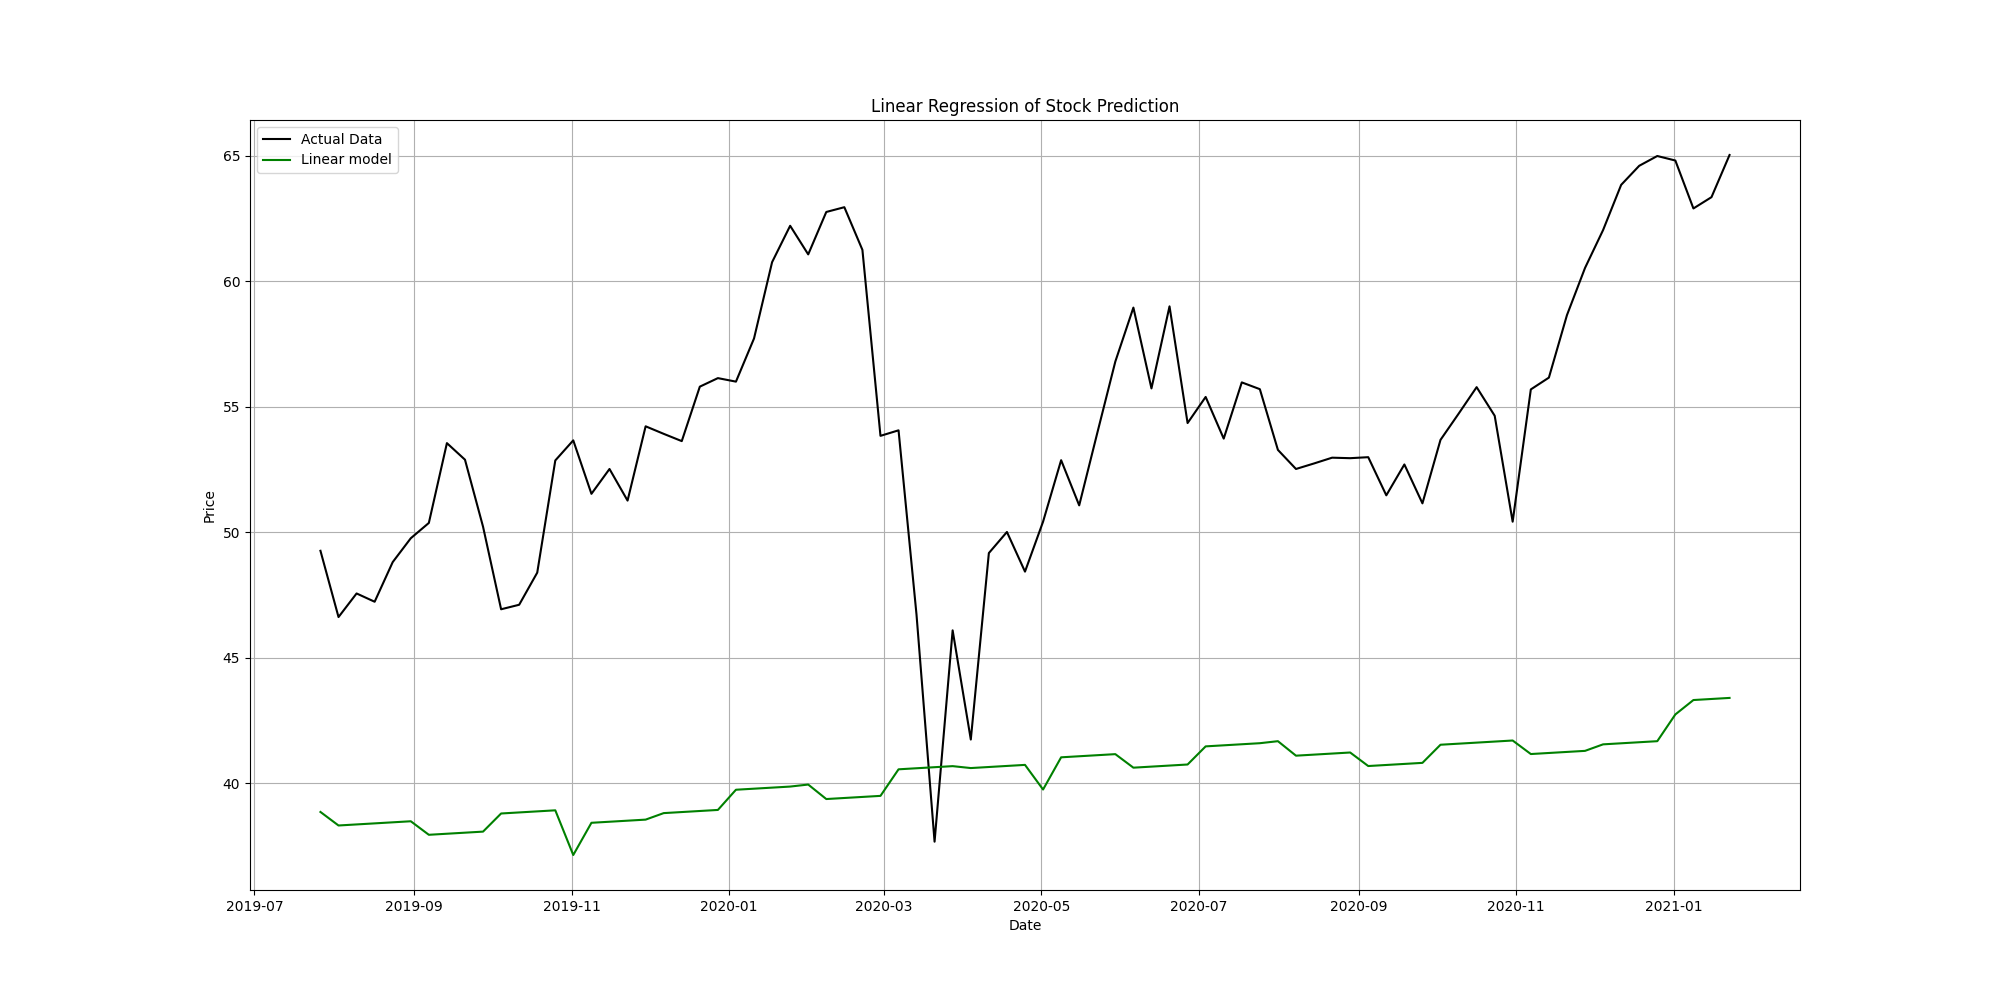 Linear Regression of Stock Prediction
Actual Data
Linear model
65
60
55
50
45
40
Price
2019-07 2019-09 2019-11 2020-01 2020-03 2020-05 2020-07 2020-09 2020-11 2021-01
Date